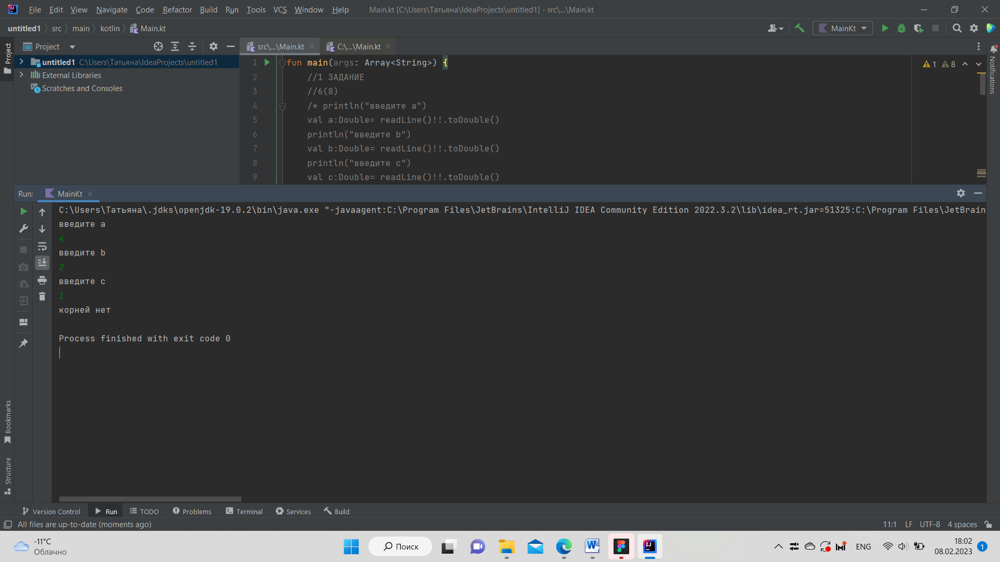 File Edit View Navigate Code Refactor Build Run Tools VCS Window Help Main.kt [C:\Users\Татьяна\IdeaProjects\untitled1] - src\...\Main.kt
untitled1 src main kotlin Main.kt MainKt
Project src\...\Main.kt C:\...\Main.kt
Project
untitled1 C:\Users\Татьяна\IdeaProjects\untitled1
External Libraries
Scratches and Consoles
1 fun main(args: Array<String>) {
2 //1 ЗАДАНИЕ
3 //6(8)
4 /* println("введите a")
5 val a:Double= readLine()!!.toDouble()
6 println("введите b")
7 val b:Double= readLine()!!.toDouble()
8 println("введите c")
9 val c:Double= readLine()!!.toDouble()
1 8
Notifications
Run: MainKt
C:\Users\Татьяна\.jdks\openjdk-19.0.2\bin\java.exe "-javaagent:C:\Program Files\JetBrains\IntelliJ IDEA Community Edition 2022.3.2\lib\idea_rt.jar=51325:C:\Program Files\JetBrain
введите a
4
введите b
2
введите c
1
корней нет
Process finished with exit code 0
Bookmarks
Structure
Version Control Run TODO Problems Terminal Services Build
All files are up-to-date (moments ago) 11:1 LF UTF-8 4 spaces
-11°C
Облачно
Поиск
ENG
18:02
08.02.2023
1